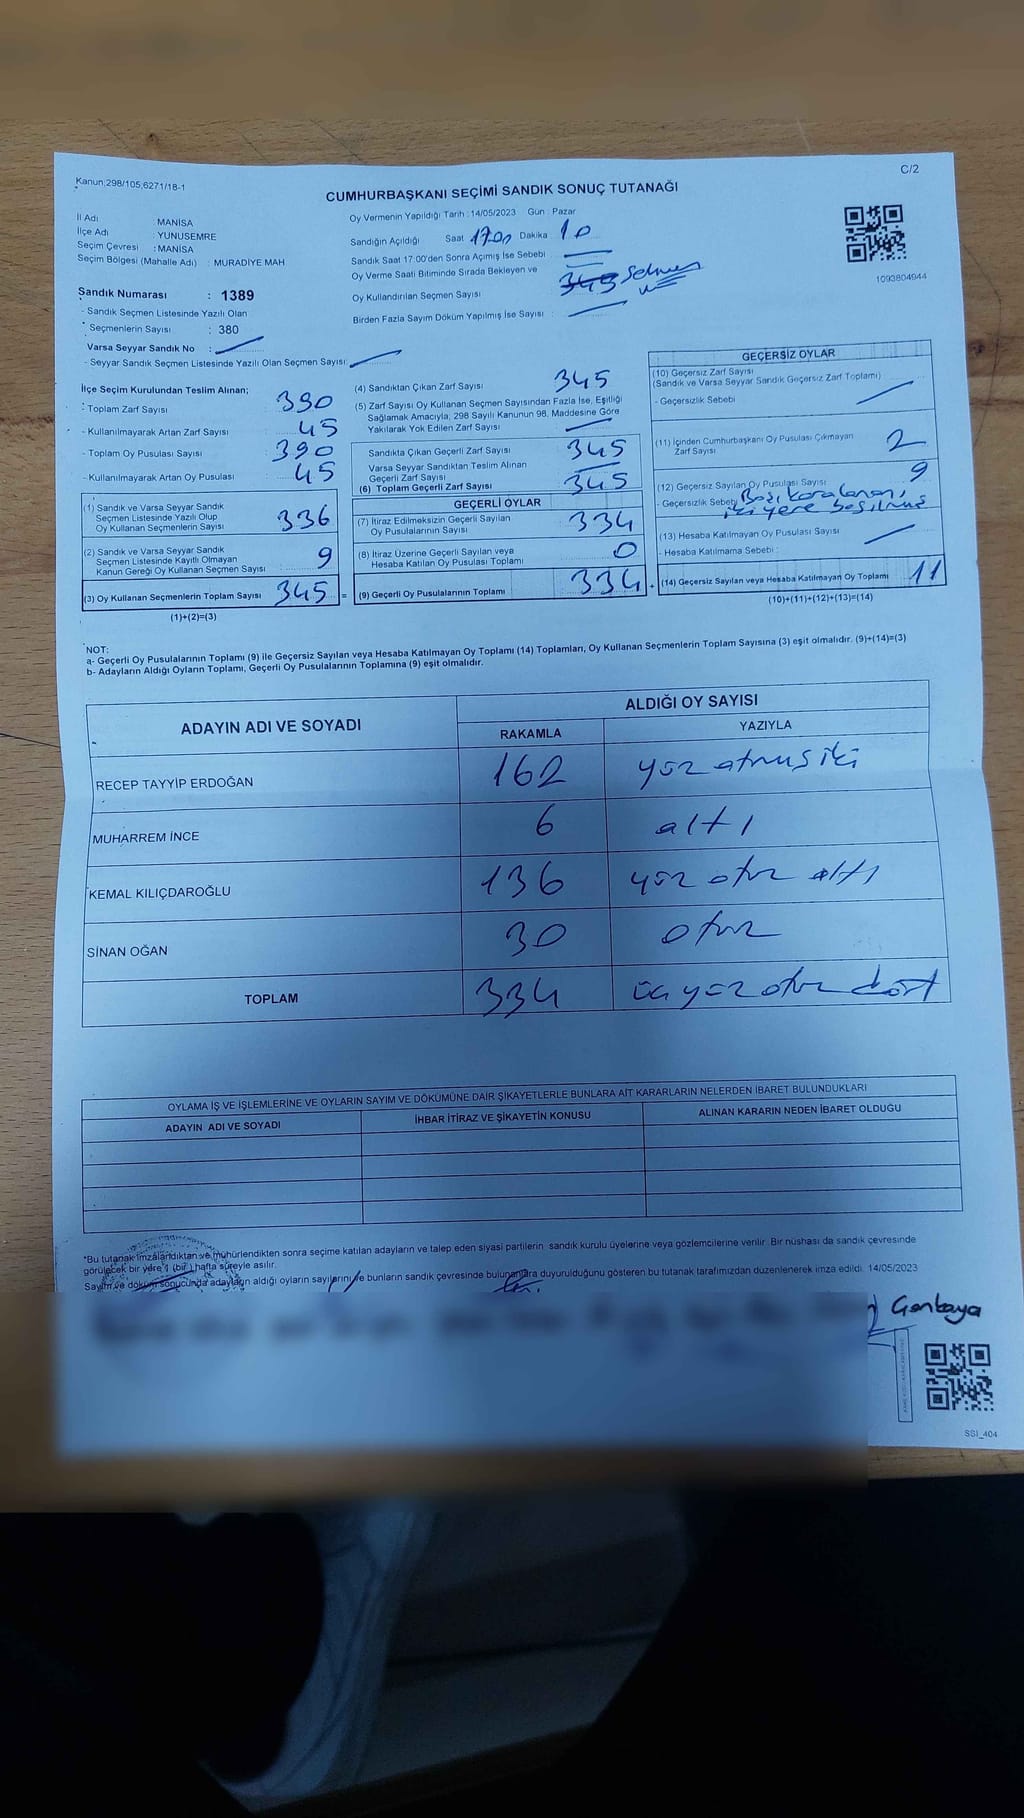 Kanun;298/105,6271/18-1
C/2
CUMHURBAŞKANI SEÇİMİ SANDIK SONUÇ TUTANAĞI
İl Adı MANİSA
İlçe Adı : YUNUSEMRE
Seçim Çevresi : MANİSA
Seçim Bölgesi (Mahalle Adı) : MURADİYE MAH
Sandık Numarası : 1389
- Sandık Seçmen Listesinde Yazılı Olan
Seçmenlerin Sayısı : 380
Varsa Seyyar Sandık No :
- Seyyar Sandık Seçmen Listesinde Yazılı Olan Seçmen Sayısı:
Oy Vermenin Yapıldığı Tarih : 14/05/2023 Gün : Pazar
Sandığın Açıldığı Saat 17.00 Dakika 10
Sandık Saat 17:00'den Sonra Açımış İse Sebebi
Oy Verme Saati Bitiminde Sırada Bekleyen ve
Oy Kullandırılan Seçmen Sayısı 345
Birden Fazla Sayım Döküm Yapılmış İse Sayısı :
1093804944
İlçe Seçim Kurulundan Teslim Alınan;
- Toplam Zarf Sayısı 390
- Kullanılmayarak Artan Zarf Sayısı 45
- Toplam Oy Pusulası Sayısı 390
- Kullanılmayarak Artan Oy Pusulası 45
(1) Sandık ve Varsa Seyyar Sandık
Seçmen Listesinde Yazılı Olup
Oy Kullanan Seçmenlerin Sayısı 336
(2) Sandık ve Varsa Seyyar Sandık
Seçmen Listesinde Kayıtlı Olmayan
Kanun Gereği Oy Kullanan Seçmen Sayısı 9
(3) Oy Kullanan Seçmenlerin Toplam Sayısı 345 =
(1)+(2)=(3)
(4) Sandıktan Çıkan Zarf Sayısı 345
(5) Zarf Sayısı Oy Kullanan Seçmen Sayısından Fazla İse, Eşitliği
Sağlamak Amacıyla, 298 Sayılı Kanunun 98. Maddesine Göre
Yakılarak Yok Edilen Zarf Sayısı
Sandıkta Çıkan Geçerli Zarf Sayısı 345
Varsa Seyyar Sandıktan Teslim Alınan
Geçerli Zarf Sayısı
(6) Toplam Geçerli Zarf Sayısı 345
GEÇERLİ OYLAR
(7) İtiraz Edilmeksizin Geçerli Sayılan
Oy Pusulalarının Sayısı 334
(8) İtiraz Üzerine Geçerli Sayılan veya
Hesaba Katılan Oy Pusulası Toplamı 0
(9) Geçerli Oy Pusulalarının Toplamı 334 +
GEÇERSİZ OYLAR
(10) Geçersiz Zarf Sayısı
(Sandık ve Varsa Seyyar Sandık Geçersiz Zarf Toplamı)
- Geçersizlik Sebebi
(11) İçinden Cumhurbaşkanı Oy Pusulası Çıkmayan
Zarf Sayısı 2
(12) Geçersiz Sayılan Oy Pusulası Sayısı 9
- Geçersizlik Sebebi Boşı karalanan,
iki yere basılmış
(13) Hesaba Katılmayan Oy Pusulası Sayısı
- Hesaba Katılmama Sebebi :
(14) Geçersiz Sayılan veya Hesaba Katılmayan Oy Toplamı 11
(10)+(11)+(12)+(13)=(14)
NOT:
a- Geçerli Oy Pusulalarının Toplamı (9) ile Geçersiz Sayılan veya Hesaba Katılmayan Oy Toplamı (14) Toplamları, Oy Kullanan Seçmenlerin Toplam Sayısına (3) eşit olmalıdır. (9)+(14)=(3)
b- Adayların Aldığı Oyların Toplamı, Geçerli Oy Pusulalarının Toplamına (9) eşit olmalıdır.
ADAYIN ADI VE SOYADI ALDIĞI OY SAYISI
RAKAMLA YAZIYLA
RECEP TAYYİP ERDOĞAN 162 yüz atmış iki
MUHARREM İNCE 6 altı
KEMAL KILIÇDAROĞLU 136 yüz otuz altı
SİNAN OĞAN 30 otuz
TOPLAM 334 üç yüz otuz dört
OYLAMA İŞ VE İŞLEMLERİNE VE OYLARIN SAYIM VE DÖKÜMÜNE DAİR ŞİKAYETLERLE BUNLARA AİT KARARLARIN NELERDEN İBARET BULUNDUKLARI
ADAYIN ADI VE SOYADI İHBAR İTİRAZ VE ŞİKAYETİN KONUSU ALINAN KARARIN NEDEN İBARET OLDUĞU
*Bu tutanak imzalandıktan ve mühürlendikten sonra seçime katılan adayların ve talep eden siyasi partilerin sandık kurulu üyelerine veya gözlemcilerine verilir. Bir nüshası da sandık çevresinde
görülecek bir yere 1 (bir) hafta süreyle asılır.
Sayım ve döküm sonucunda adayların aldığı oyların sayılarını ve bunların sandık çevresinde bulunanlara duyurulduğunu gösteren bu tutanak tarafımızdan düzenlenerek imza edildi. 14/05/2023
SSİ_404